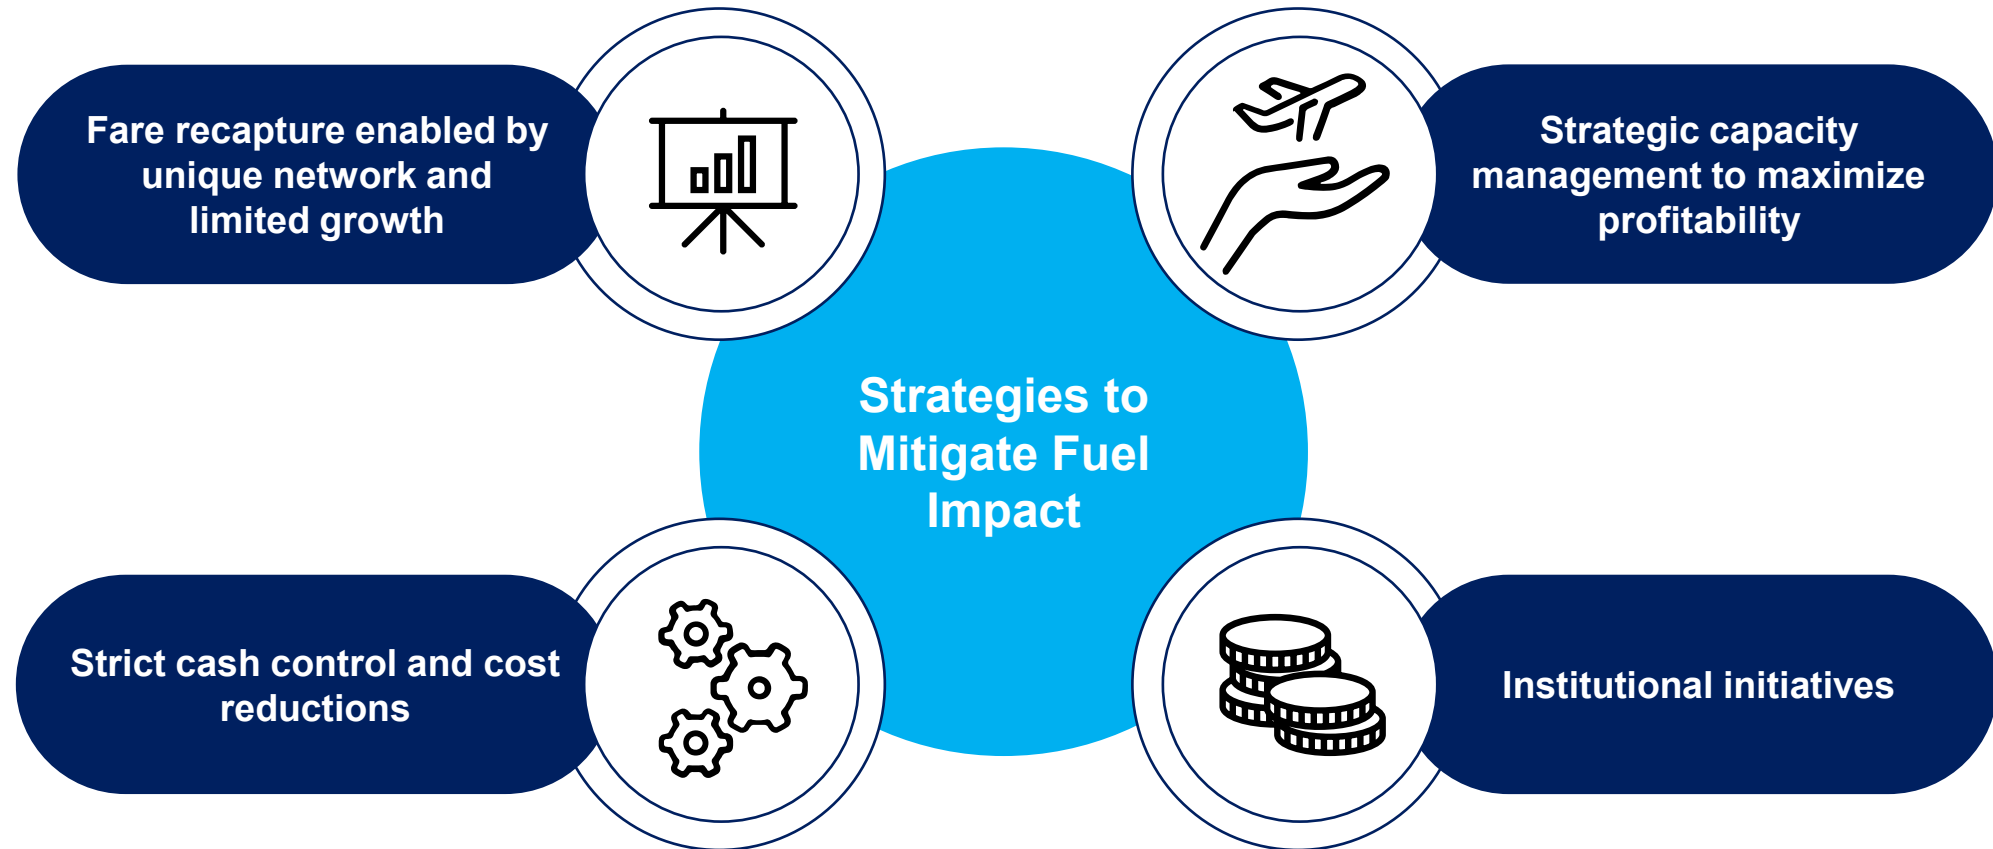 Fare recapture enabled by
unique network and
limited growth
Strategic capacity
management to maximize
profitability
Strategies to
Mitigate Fuel
Impact
Strict cash control and cost
reductions
Institutional initiatives